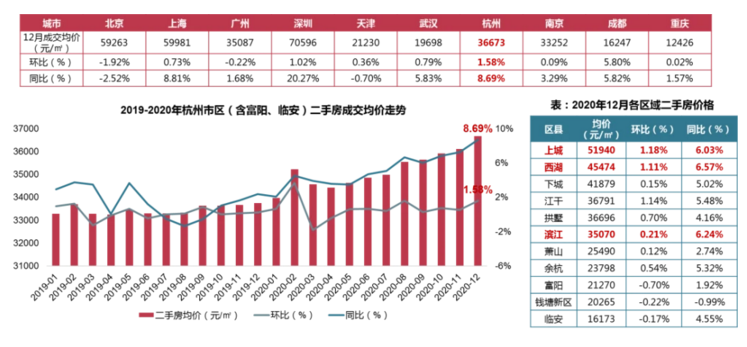 城市 北京 上海 广州 深圳 天津 武汉 杭州 南京 成都 重庆
12月成交均价（元/㎡） 59263 59981 35087 70596 21230 19698 36673 33252 16247 12426
环比（%） -1.92% 0.73% -0.22% 1.02% 0.36% 0.79% 1.58% 0.09% 5.80% 0.02%
同比（%） -2.52% 8.81% 1.68% 20.27% -0.70% 5.83% 8.69% 3.29% 5.82% 1.57%
2019-2020年杭州市区（含富阳、临安）二手房成交均价走势
37000
36000
35000
34000
33000
32000
31000
8.69%
1.58%
10%
6%
2%
-2%
-6%
2019-01 2019-02 2019-03 2019-04 2019-05 2019-06 2019-07 2019-08 2019-09 2019-10 2019-11 2019-12 2020-01 2020-02 2020-03 2020-04 2020-05 2020-06 2020-07 2020-08 2020-09 2020-10 2020-11 2020-12
二手房均价（元/㎡） 环比（%） 同比（%）
表：2020年12月各区域二手房价格
区县 均价（元/㎡） 环比（%） 同比（%）
上城 51940 1.18% 6.03%
西湖 45474 1.11% 6.57%
下城 41879 0.15% 5.02%
江干 36791 1.14% 5.48%
拱墅 36696 0.70% 4.16%
滨江 35070 0.21% 6.24%
萧山 25490 0.12% 2.74%
余杭 23798 0.54% 5.32%
富阳 21270 -0.70% 1.92%
钱塘新区 20265 -0.22% -0.99%
临安 16173 -0.17% 4.55%